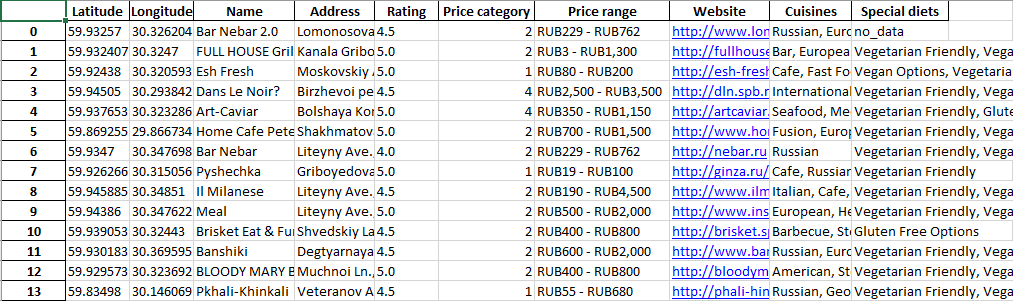 Latitude Longitude Name Address Rating Price category Price range Website Cuisines Special diets
0 59.93257 30.326204 Bar Nebar 2.0 Lomonosova 4.5 2 RUB229 - RUB762 http://www.lon Russian, Euro no_data
1 59.932407 30.3247 FULL HOUSE Gril Kanala Gribo 5.0 2 RUB3 - RUB1,300 http://fullhouse Bar, Europea Vegetarian Friendly, Vega
2 59.92438 30.320593 Esh Fresh Moskovskiy 5.0 1 RUB80 - RUB200 http://esh-fresh Cafe, Fast Fo Vegan Options, Vegetaria
3 59.94505 30.293842 Dans Le Noir? Birzhevoi pe 4.5 4 RUB2,500 - RUB3,500 http://dln.spb.r International Vegetarian Friendly, Vega
4 59.937653 30.323286 Art-Caviar Bolshaya Kon 5.0 4 RUB350 - RUB1,150 http://artcaviar. Seafood, Me Vegetarian Friendly, Glute
5 59.869255 29.866734 Home Cafe Pete Shakhmatova 5.0 2 RUB700 - RUB1,500 http://www.ho Fusion, Europ Vegetarian Friendly, Vega
6 59.9347 30.347698 Bar Nebar Liteyny Ave. 4.0 2 RUB229 - RUB762 http://nebar.ru Russian Vegetarian Friendly, Vega
7 59.926266 30.315056 Pyshechka Griboyedova 5.0 1 RUB19 - RUB100 http://ginza.ru/ Cafe, Russian Vegetarian Friendly
8 59.945885 30.34851 Il Milanese Liteyny Ave. 4.5 2 RUB190 - RUB4,500 http://www.ilm Italian, Cafe, Vegetarian Friendly, Vega
9 59.94386 30.347622 Meal Liteyny Ave. 5.0 2 RUB500 - RUB2,000 http://www.ins European, He Vegetarian Friendly, Vega
10 59.939053 30.32443 Brisket Eat & Fu Shvedskiy La 4.5 2 RUB400 - RUB800 http://brisket.s Barbecue, St Gluten Free Options
11 59.930183 30.369595 Banshiki Degtyarnaya 4.5 2 RUB600 - RUB2,000 http://www.ba Russian, Euro Vegetarian Friendly, Vega
12 59.929573 30.323692 BLOODY MARY B Muchnoi Ln., 5.0 2 RUB400 - RUB800 http://bloodym American, St Vegetarian Friendly, Vega
13 59.83498 30.146069 Pkhali-Khinkali Veteranov A 4.5 1 RUB55 - RUB680 http://phali-hin Russian, Geo Vegetarian Friendly, Vega